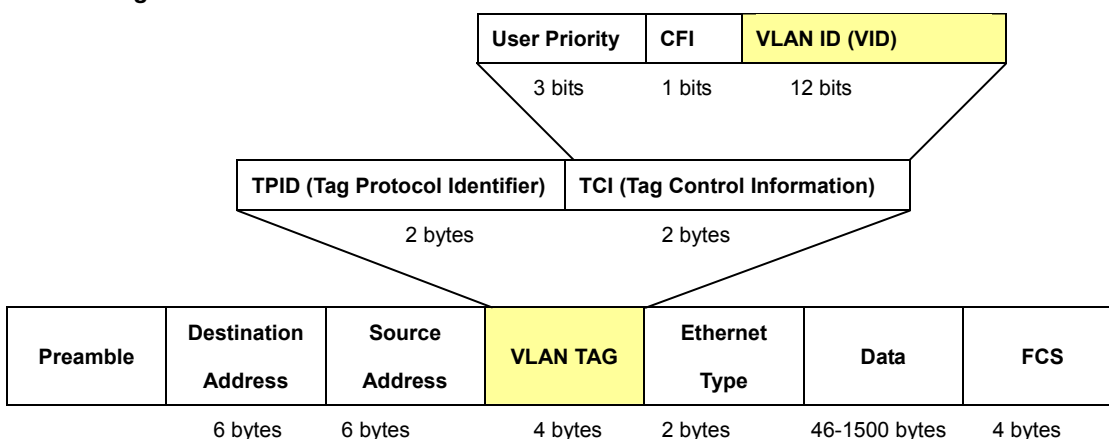 User Priority CFI VLAN ID (VID)
3 bits 1 bits 12 bits
TPID (Tag Protocol Identifier) TCI (Tag Control Information)
2 bytes 2 bytes
Preamble Destination Address Source Address VLAN TAG Ethernet Type Data FCS
6 bytes 6 bytes 4 bytes 2 bytes 46-1500 bytes 4 bytes